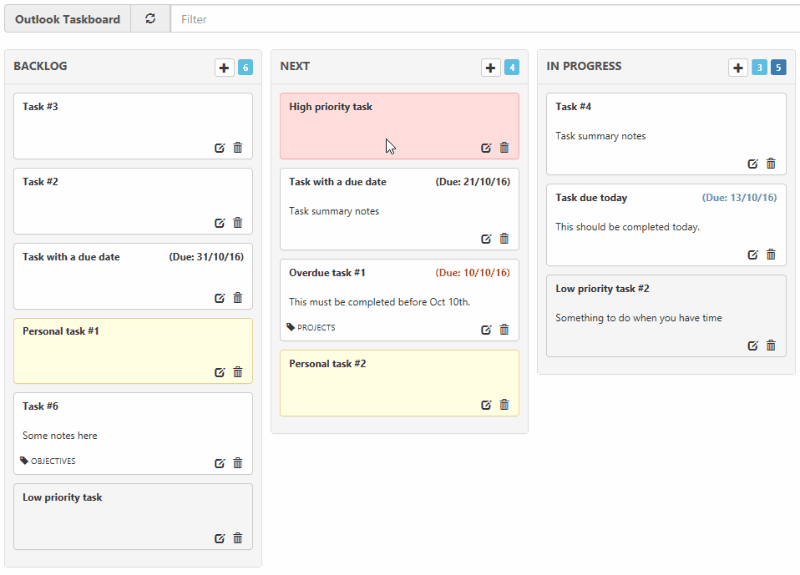 Outlook Taskboard
Filter
BACKLOG
6
Task #3
Task #2
Task with a due date
(Due: 31/10/16)
Personal task #1
Task #6
Some notes here
OBJECTIVES
Low priority task
NEXT
4
High priority task
Task with a due date
(Due: 21/10/16)
Task summary notes
Overdue task #1
(Due: 10/10/16)
This must be completed before Oct 10th.
PROJECTS
Personal task #2
IN PROGRESS
3
5
Task #4
Task summary notes
Task due today
(Due: 13/10/16)
This should be completed today.
Low priority task #2
Something to do when you have time